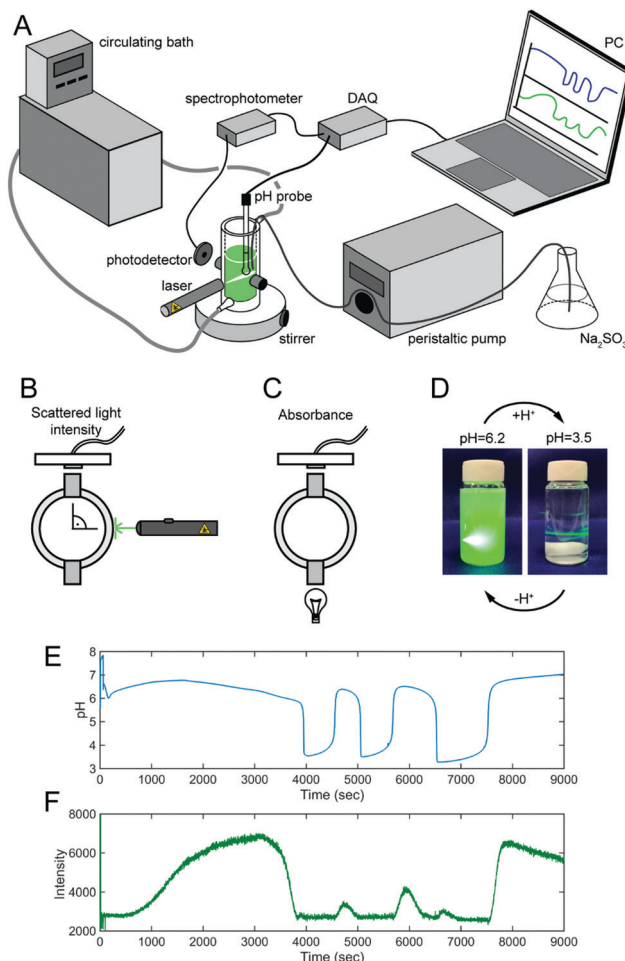 A
circulating bath
PC
spectrophotometer
DAQ
pH probe
photodetector
laser
stirrer
peristaltic pump
Na₂SO₃
B
C
D
Scattered light
intensity
Absorbance
+H⁺
pH=6.2
pH=3.5
-H⁺
E
8
7
6
5
4
3
pH
0
1000
2000
3000
4000
5000
6000
7000
8000
9000
Time (sec)
F
8000
6000
4000
2000
Intensity
0
1000
2000
3000
4000
5000
6000
7000
8000
9000
Time (sec)